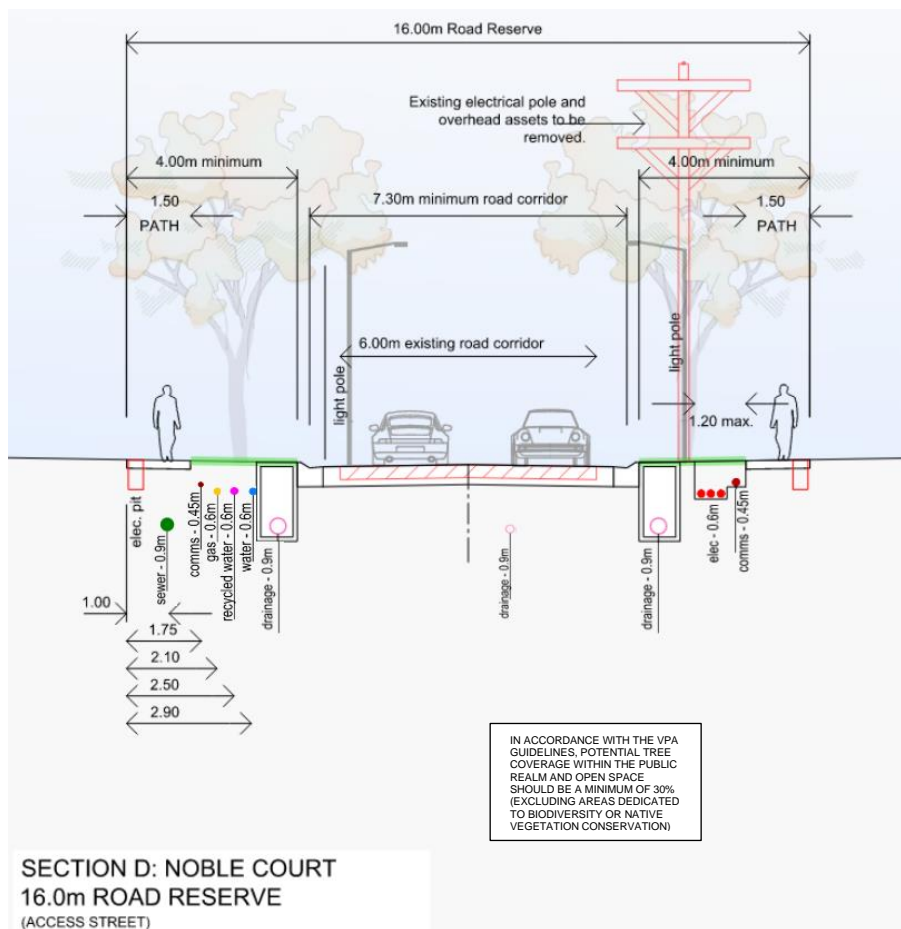 16.00m Road Reserve
Existing electrical pole and
overhead assets to be
removed.
4.00m minimum
4.00m minimum
7.30m minimum road corridor
1.50
PATH
1.50
PATH
6.00m existing road corridor
light pole
light pole
1.20 max.
elec. pit
sewer - 0.9m
comms - 0.45m
gas - 0.6m
recycled water - 0.6m
water - 0.6m
drainage - 0.9m
drainage - 0.9m
drainage - 0.9m
elec - 0.6m
comms - 0.45m
1.00
1.75
2.10
2.50
2.90
IN ACCORDANCE WITH THE VPA
GUIDELINES, POTENTIAL TREE
COVERAGE WITHIN THE PUBLIC
REALM AND OPEN SPACE
SHOULD BE A MINIMUM OF 30%
(EXCLUDING AREAS DEDICATED
TO BIODIVERSITY OR NATIVE
VEGETATION CONSERVATION)
SECTION D: NOBLE COURT
16.0m ROAD RESERVE
(ACCESS STREET)